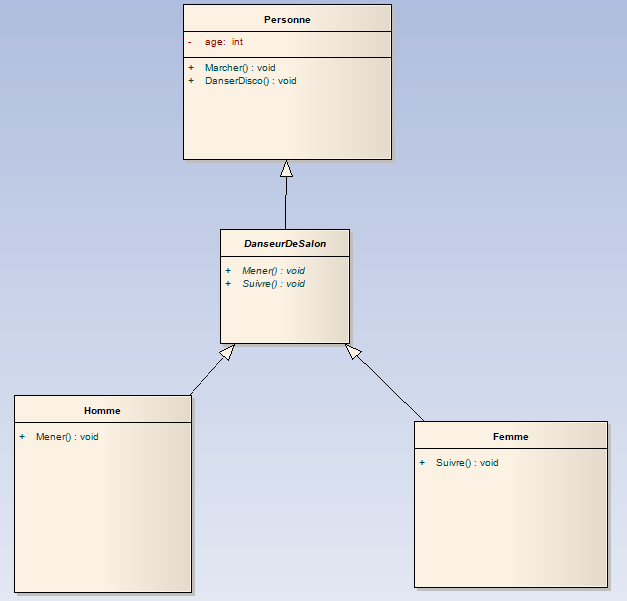 Personne
- age: int
+ Marcher() : void
+ DanserDisco() : void
DanseurDeSalon
+ Mener() : void
+ Suivre() : void
Homme
+ Mener() : void
Femme
+ Suivre() : void